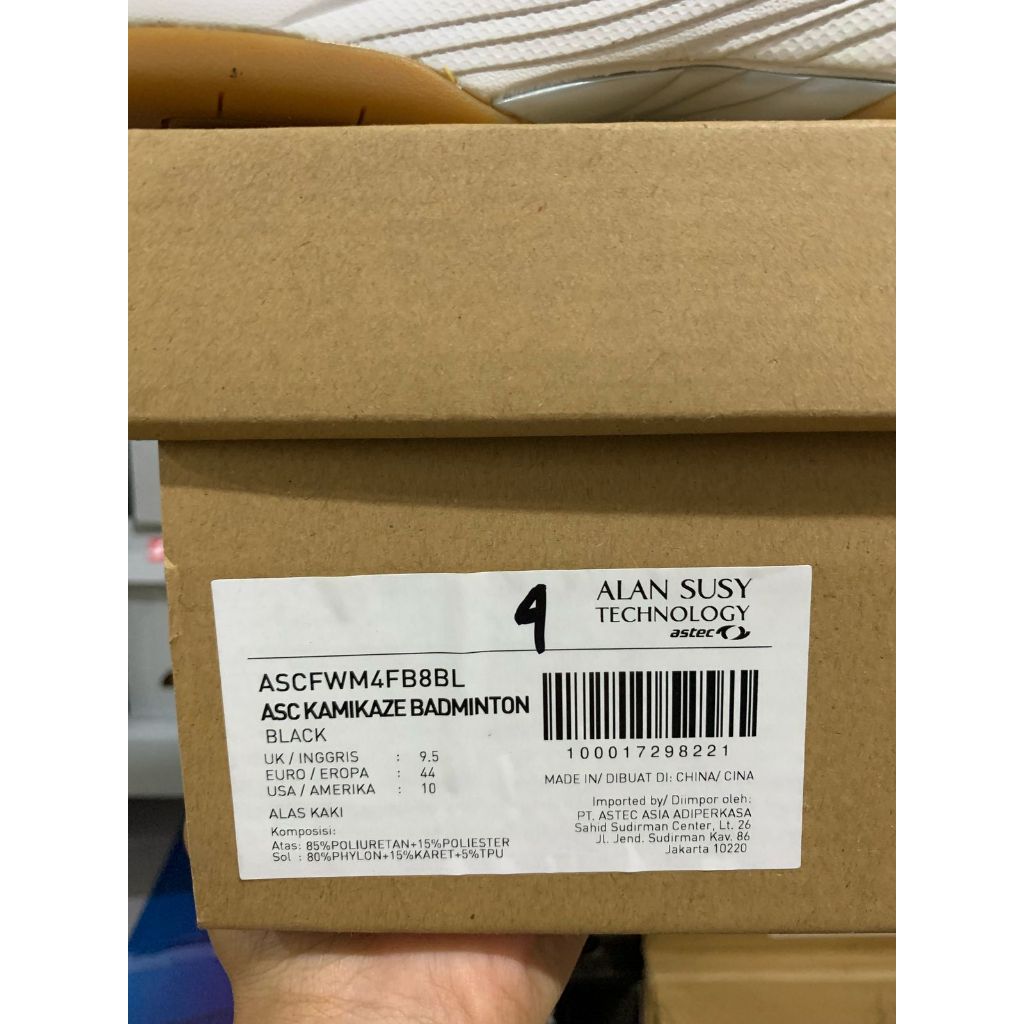 4
ALAN SUSY
TECHNOLOGY
astec
ASCFWM4FB8BL
ASC KAMIKAZE BADMINTON
BLACK
UK / INGGRIS : 9.5
EURO / EROPA : 44
USA / AMERIKA : 10
ALAS KAKI
Komposisi:
Atas: 85%POLIURETAN+15%POLIESTER
Sol : 80%PHYLON+15%KARET+5%TPU
100017298221
MADE IN/ DIBUAT DI: CHINA/ CINA
Imported by/ Diimpor oleh:
PT. ASTEC ASIA ADIPERKASA
Sahid Sudirman Center, Lt. 26
Jl. Jend. Sudirman Kav. 86
Jakarta 10220